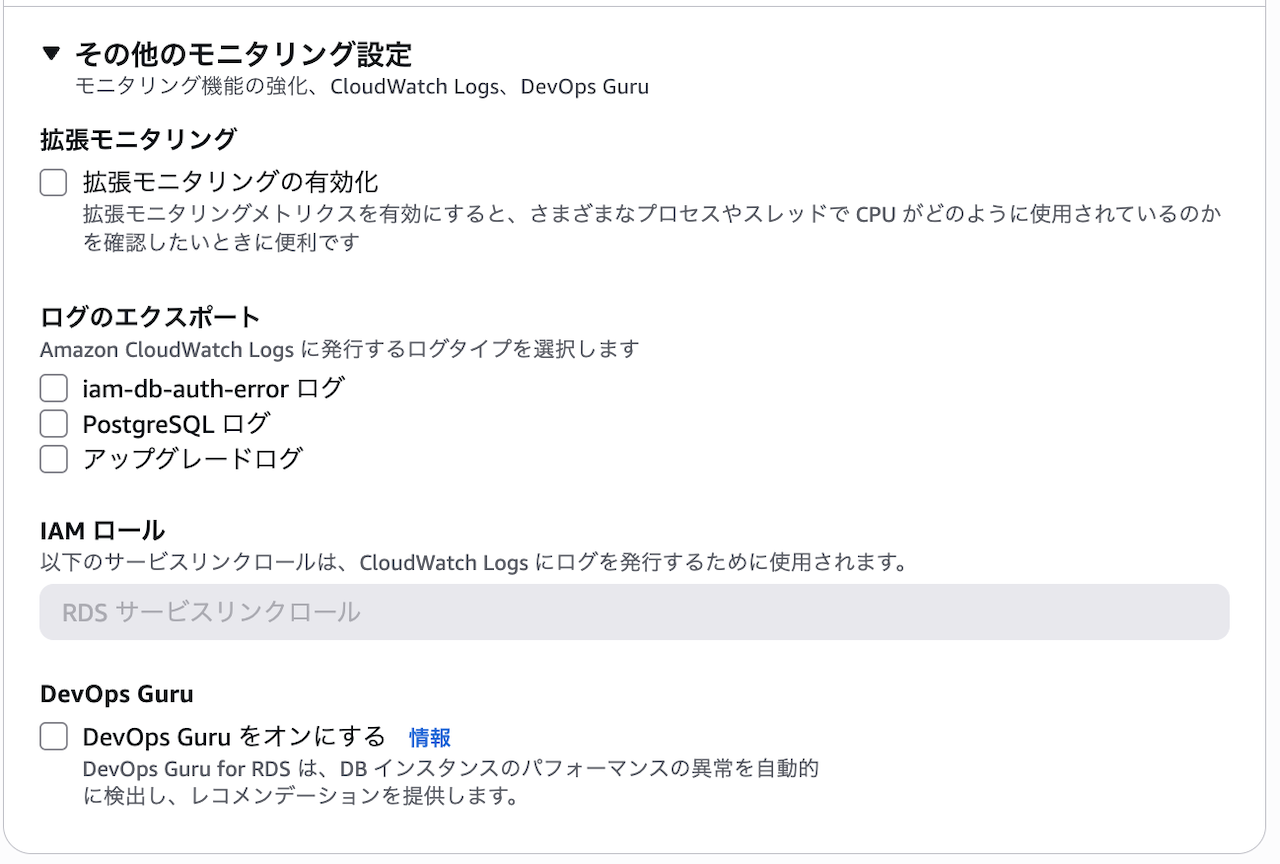 ▼ その他のモニタリング設定
モニタリング機能の強化、CloudWatch Logs、DevOps Guru
拡張モニタリング
拡張モニタリングの有効化
拡張モニタリングメトリクスを有効にすると、さまざまなプロセスやスレッドで CPU がどのように使用されているのか
を確認したいときに便利です
ログのエクスポート
Amazon CloudWatch Logs に発行するログタイプを選択します
iam-db-auth-error ログ
PostgreSQL ログ
アップグレードログ
IAM ロール
以下のサービスリンクロールは、CloudWatch Logs にログを発行するために使用されます。
RDS サービスリンクロール
DevOps Guru
DevOps Guru をオンにする 情報
DevOps Guru for RDS は、DB インスタンスのパフォーマンスの異常を自動的
に検出し、レコメンデーションを提供します。